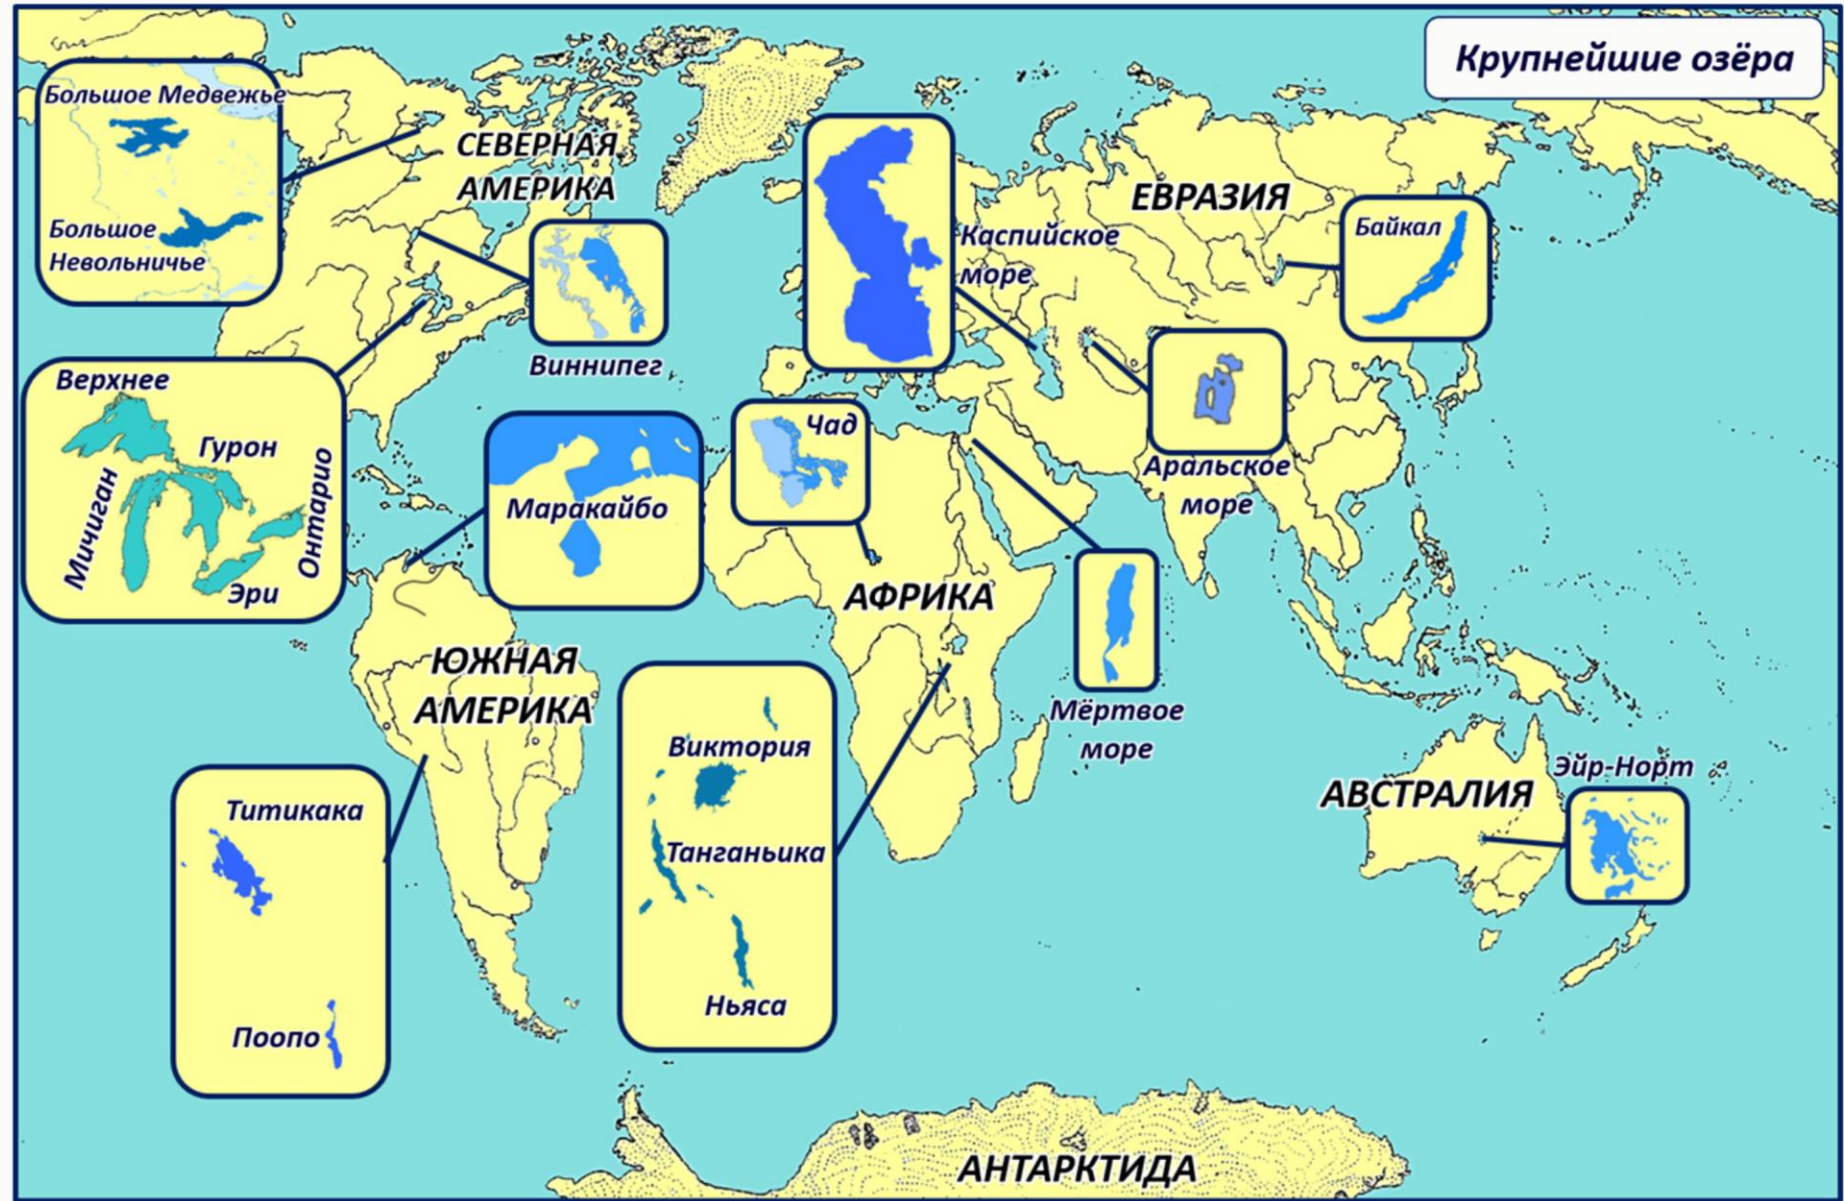 Крупнейшие озёра
Большое Медвежье
Большое
Невольничье
СЕВЕРНАЯ
АМЕРИКА
Виннипег
Верхнее
Гурон
Мичиган
Онтарио
Эри
Каспийское
море
ЕВРАЗИЯ
Байкал
Аральское
море
Маракайбо
Чад
АФРИКА
Мёртвое
море
ЮЖНАЯ
АМЕРИКА
Титикака
Поопо
Виктория
Танганьика
Ньяса
АВСТРАЛИЯ
Эйр-Норт
АНТАРКТИДА